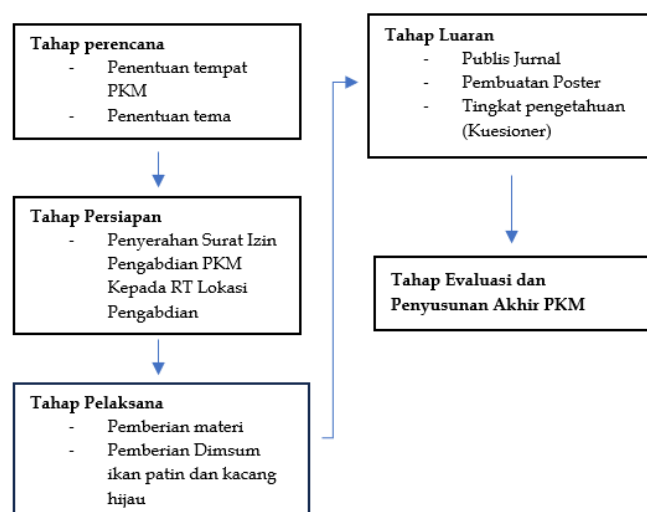 Tahap perencana
- Penentuan tempat
PKM
- Penentuan tema
Tahap Persiapan
- Penyerahan Surat Izin
Pengabdian PKM
Kepada RT Lokasi
Pengabdian
Tahap Pelaksana
- Pemberian materi
- Pemberian Dimsum
ikan patin dan kacang
hijau
Tahap Luaran
- Publis Jurnal
- Pembuatan Poster
- Tingkat pengetahuan
(Kuesioner)
Tahap Evaluasi dan
Penyusunan Akhir PKM